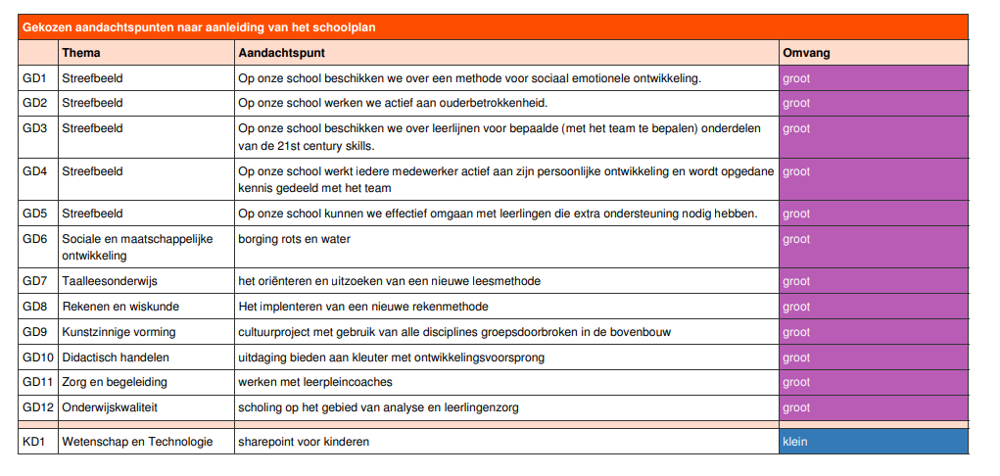 Gekozen aandachtspunten naar aanleiding van het schoolplan
Thema Aandachtspunt Omvang
GD1 Streefbeeld Op onze school beschikken we over een methode voor sociaal emotionele ontwikkeling. groot
GD2 Streefbeeld Op onze school werken we actief aan ouderbetrokkenheid. groot
GD3 Streefbeeld Op onze school beschikken we over leerlijnen voor bepaalde (met het team te bepalen) onderdelen groot
van de 21st century skills.
GD4 Streefbeeld Op onze school werkt iedere medewerker actief aan zijn persoonlijke ontwikkeling en wordt opgedane groot
kennis gedeeld met het team
GD5 Streefbeeld Op onze school kunnen we effectief omgaan met leerlingen die extra ondersteuning nodig hebben. groot
GD6 Sociale en maatschappelijke borging rots en water groot
ontwikkeling
GD7 Taalleesonderwijs het oriënteren en uitzoeken van een nieuwe leesmethode groot
GD8 Rekenen en wiskunde Het implenteren van een nieuwe rekenmethode groot
GD9 Kunstzinnige vorming cultuurproject met gebruik van alle disciplines groepsdoorbroken in de bovenbouw groot
GD10 Didactisch handelen uitdaging bieden aan kleuter met ontwikkelingsvoorsprong groot
GD11 Zorg en begeleiding werken met leerpleincoaches groot
GD12 Onderwijskwaliteit scholing op het gebied van analyse en leerlingenzorg groot
KD1 Wetenschap en Technologie sharepoint voor kinderen klein